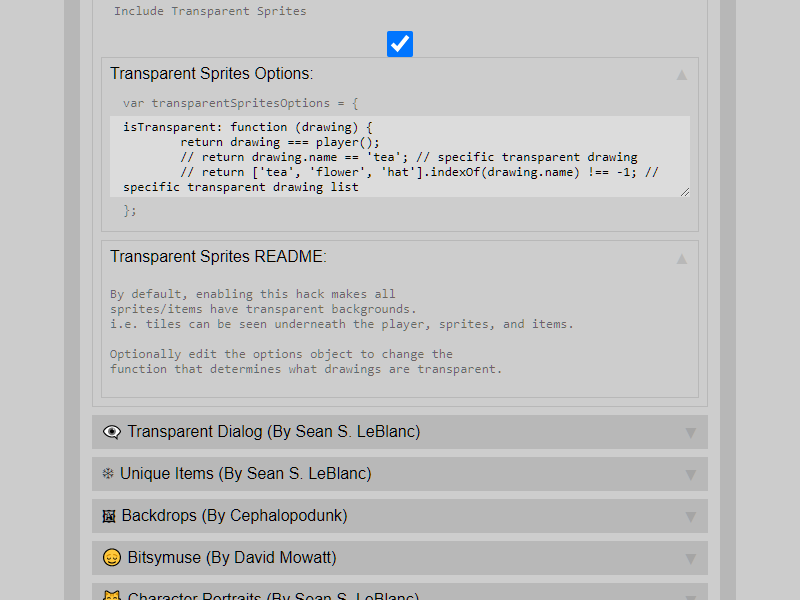 Include Transparent Sprites
Transparent Sprites Options:
var transparentSpritesOptions = {
isTransparent: function (drawing) {
return drawing === player();
// return drawing.name == 'tea'; // specific transparent drawing
// return ['tea', 'flower', 'hat'].indexOf(drawing.name) !== -1; //
specific transparent drawing list
};
Transparent Sprites README:
By default, enabling this hack makes all
sprites/items have transparent backgrounds.
i.e. tiles can be seen underneath the player, sprites, and items.
Optionally edit the options object to change the
function that determines what drawings are transparent.
Transparent Dialog (By Sean S. LeBlanc)
Unique Items (By Sean S. LeBlanc)
Backdrops (By Cephalopodunk)
Bitsymuse (By David Mowatt)
Character Portraits (By Sean S. LeBlanc)